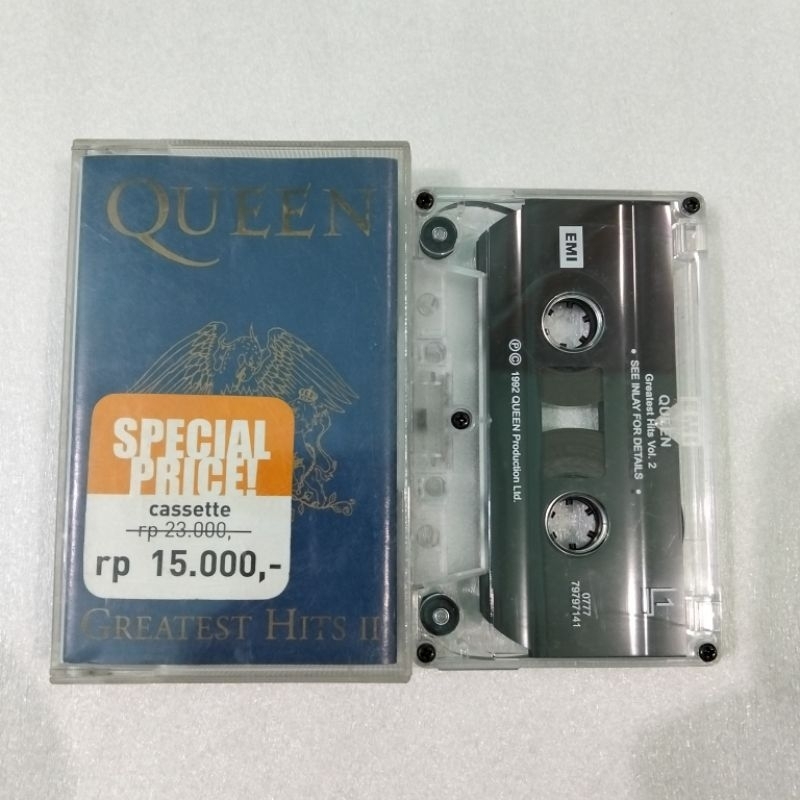 QUEEN
SPECIAL
PRICE!
cassette
rp 23.000,-
rp 15.000,-
GREATEST HITS II
EMI
QUEEN
Greatest Hits Vol. 2
• SEE INLAY FOR DETAILS •
Ⓟ© 1992 QUEEN Production Ltd.
0777
79797141
1
EMI